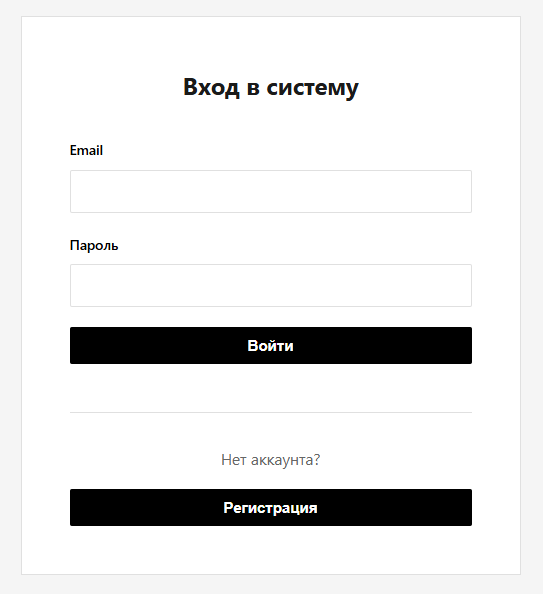 Вход в систему
Email
Пароль
Войти
Нет аккаунта?
Регистрация